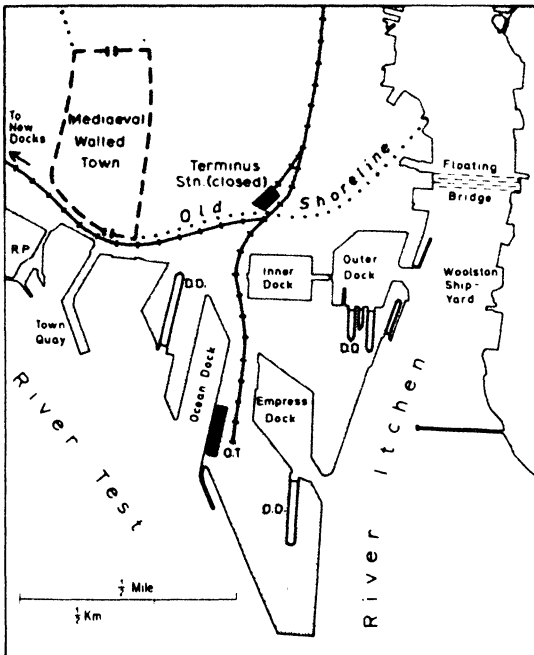 To
New
Docks
Mediaeval
Walled
Town
Terminus
Stn.(closed)
Old Shoreline
Floating
Bridge
R.P.
Town
Quay
D.D.
Inner
Dock
Outer
Dock
Woolston
Ship-
Yard
D.D.
Ocean Dock
Empress
Dock
O.T
D.D.
River Test
River Itchen
½ Mile
½ Km